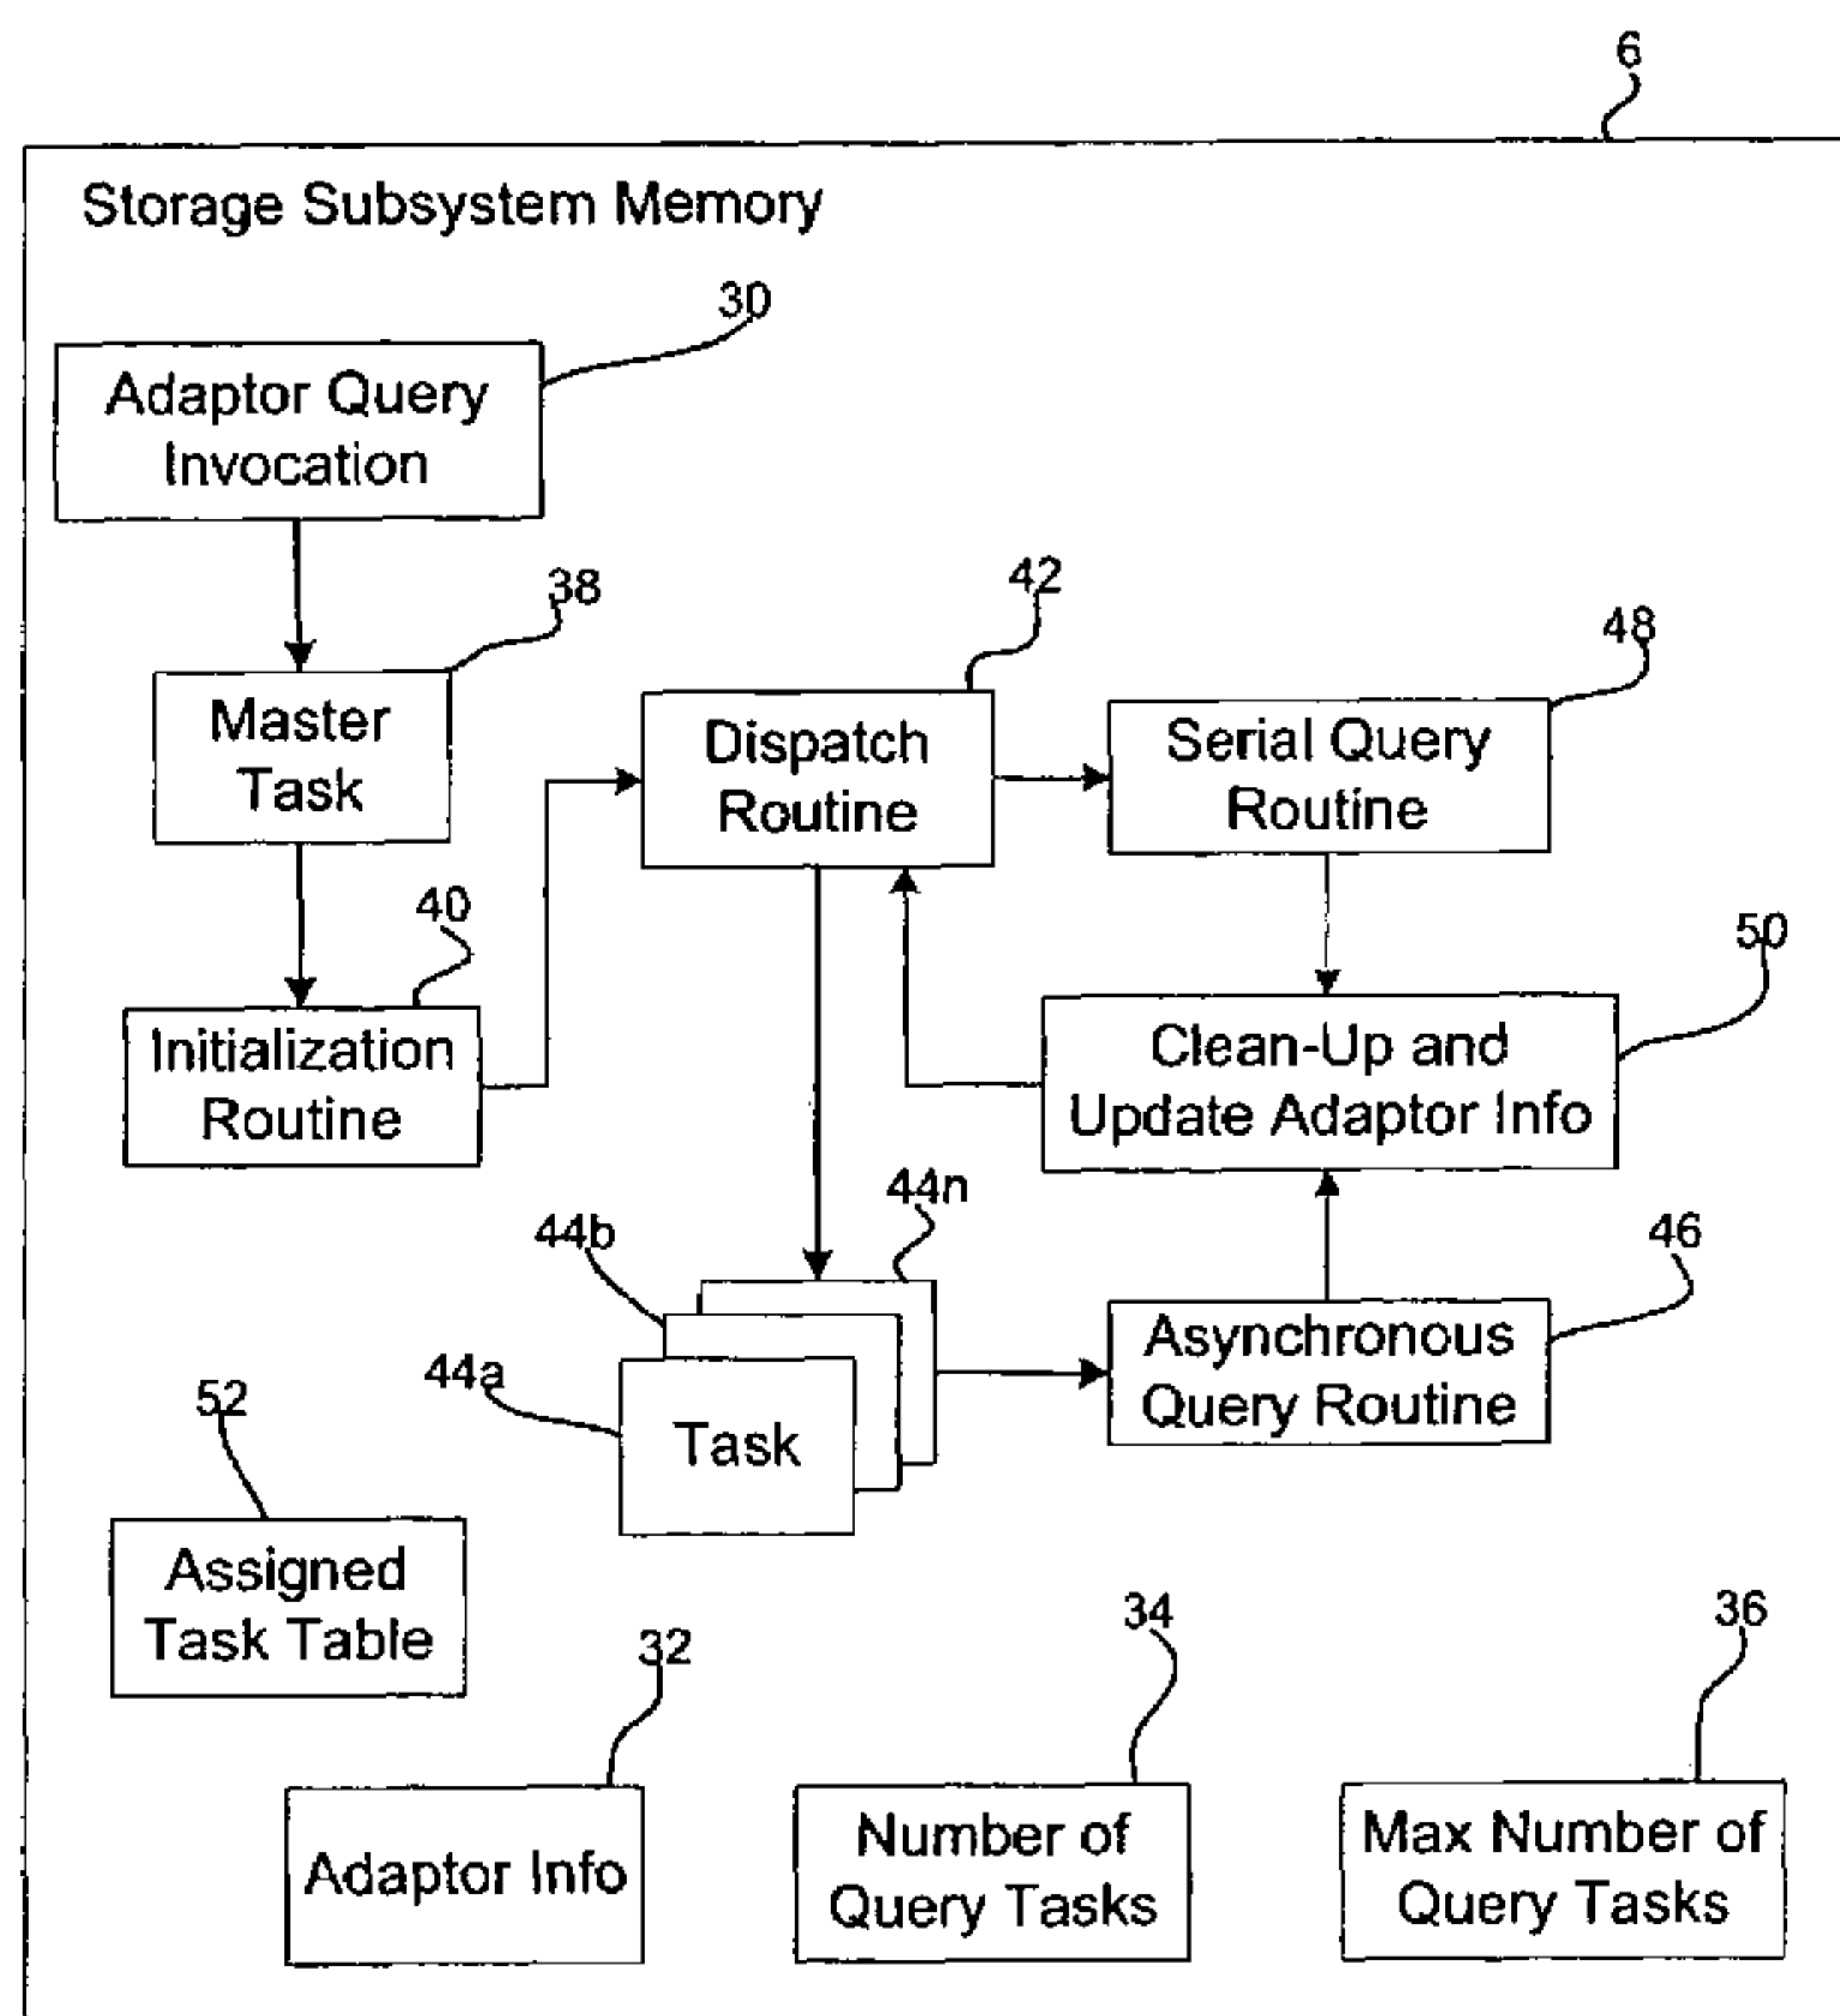 6
Storage Subsystem Memory
30
Adaptor Query
Invocation
38
Master
Task
42
Dispatch
Routine
48
Serial Query
Routine
40
Initialization
Routine
50
Clean-Up and
Update Adaptor Info
44n
44b
44a
Task
46
Asynchronous
Query Routine
52
Assigned
Task Table
32
Adaptor Info
34
Number of
Query Tasks
36
Max Number of
Query Tasks